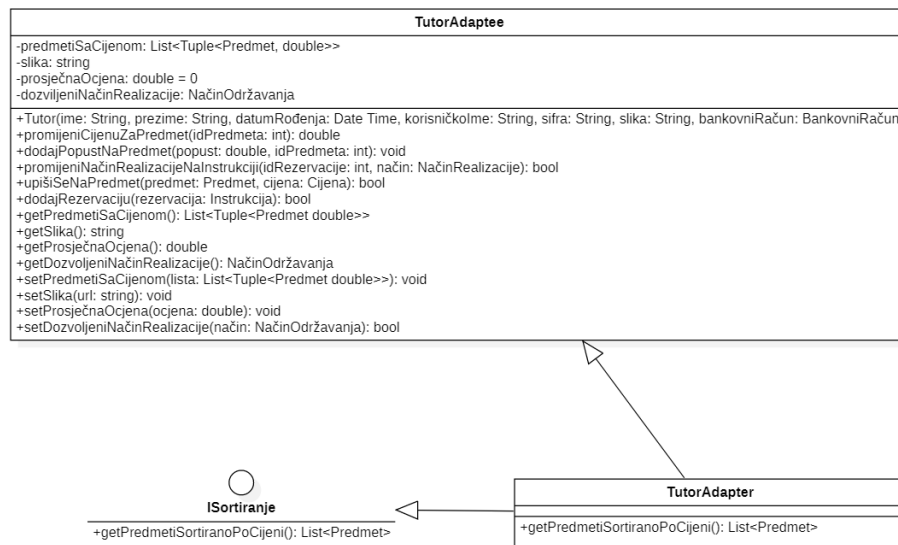 TutorAdaptee
-predmetiSaCijenom: List<Tuple<Predmet, double>>
-slika: string
-prosječnaOcjena: double = 0
-dozviljeniNačinRealizacije: NačinOdržavanja
+Tutor(ime: String, prezime: String, datumRođenja: Date Time, korisničkoIme: String, sifra: String, slika: String, bankovniRačun: BankovniRačun
+promijeniCijenuZaPredmet(idPredmeta: int): double
+dodajPopustNaPredmet(popust: double, idPredmeta: int): void
+promijeniNačinRealizacijeNaInstrukciji(idRezervacije: int, način: NačinRealizacije): bool
+upišiSeNaPredmet(predmet: Predmet, cijena: Cijena): bool
+dodajRezervaciju(rezervacija: Instrukcija): bool
+getPredmetiSaCijenom(): List<Tuple<Predmet double>>
+getSlika(): string
+getProsječnaOcjena(): double
+getDozvoljeniNačinRealizacije(): NačinOdržavanja
+setPredmetiSaCijenom(lista: List<Tuple<Predmet double>>): void
+setSlika(url: string): void
+setProsječnaOcjena(ocjena: double): void
+setDozvoljeniNačinRealizacije(način: NačinOdržavanja): bool
ISortiranje
+getPredmetiSortiranoPoCijeni(): List<Predmet>
TutorAdapter
+getPredmetiSortiranoPoCijeni(): List<Predmet>